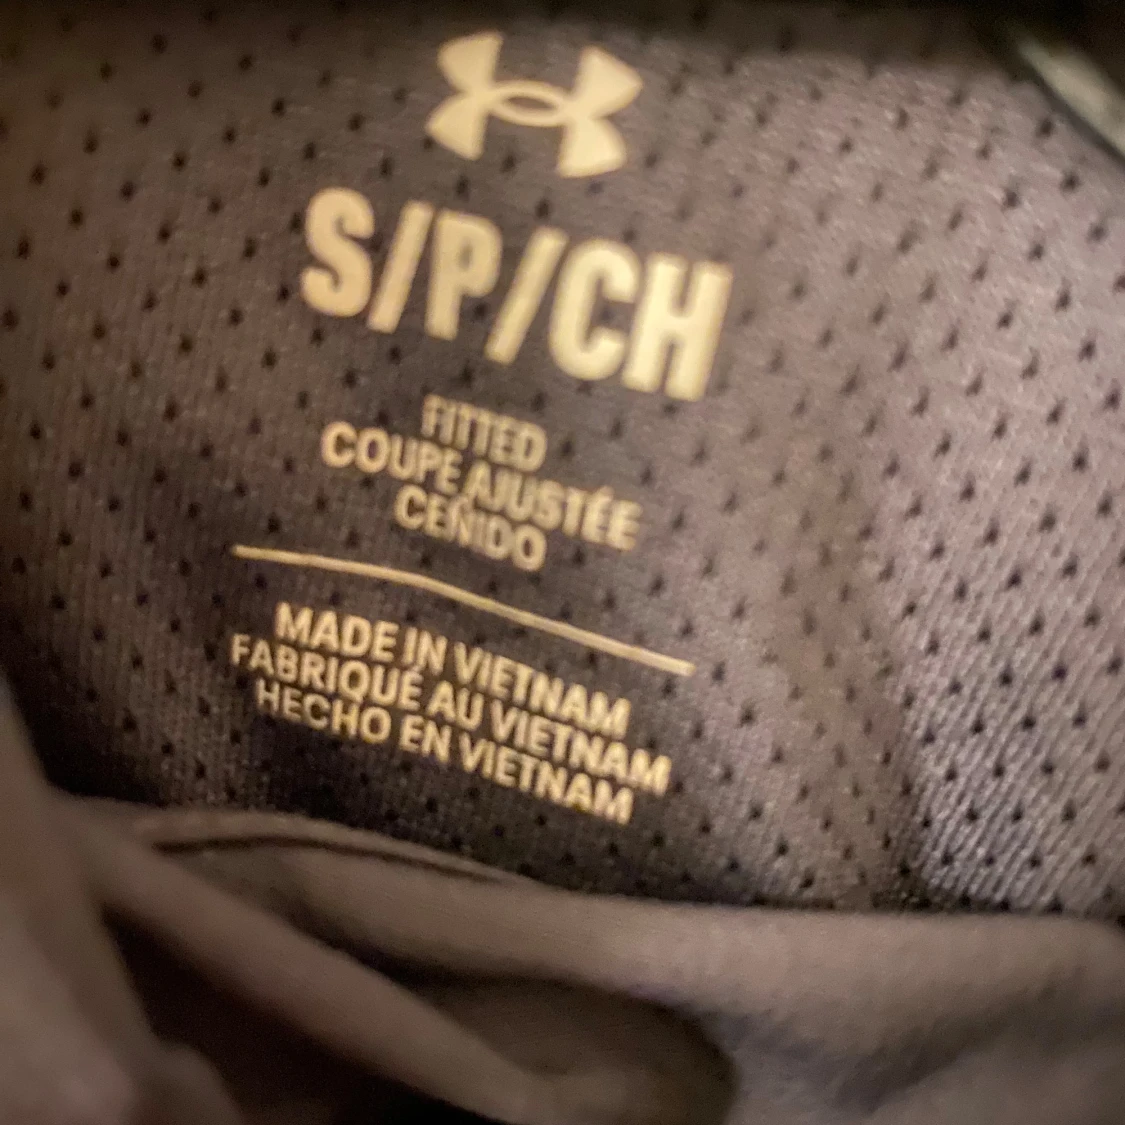 S/P/CH
FITTED
COUPE AJUSTÉE
CEÑIDO
MADE IN VIETNAM
FABRIQUÉ AU VIETNAM
HECHO EN VIETNAM